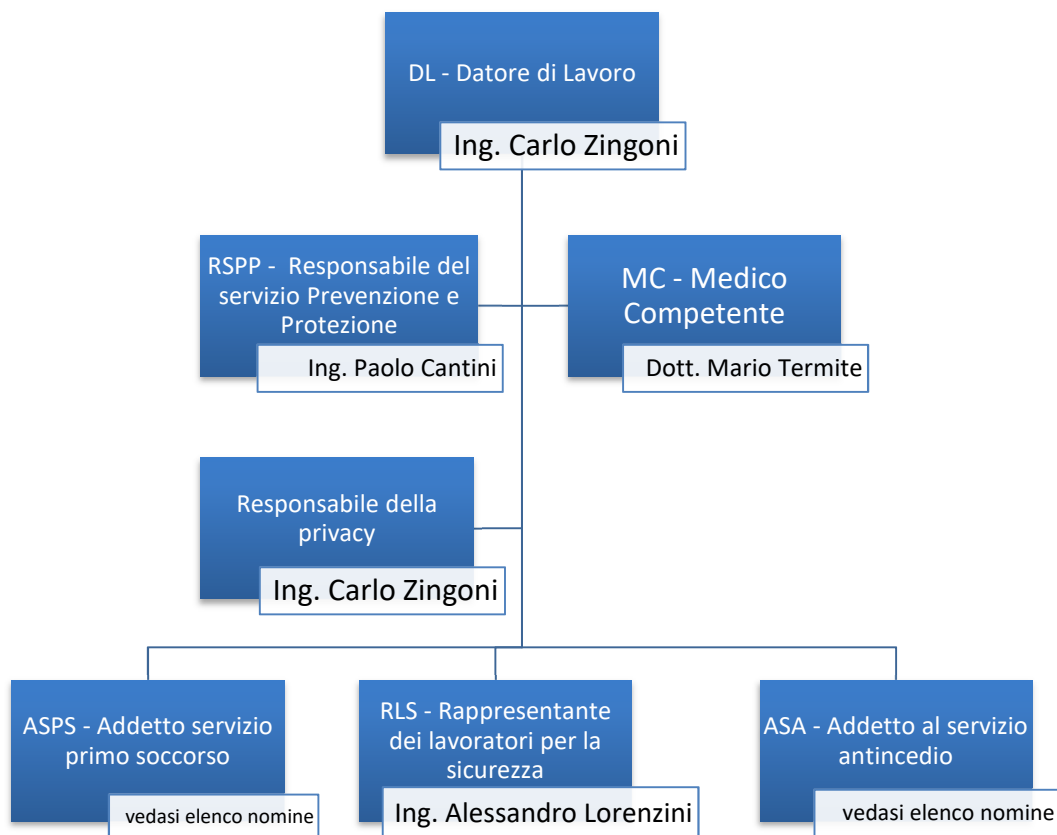 DL - Datore di Lavoro
Ing. Carlo Zingoni
RSPP - Responsabile del
servizio Prevenzione e
Protezione
Ing. Paolo Cantini
MC - Medico
Competente
Dott. Mario Termite
Responsabile della
privacy
Ing. Carlo Zingoni
ASPS - Addetto servizio
primo soccorso
vedasi elenco nomine
RLS - Rappresentante
dei lavoratori per la
sicurezza
Ing. Alessandro Lorenzini
ASA - Addetto al servizio
antincedio
vedasi elenco nomine